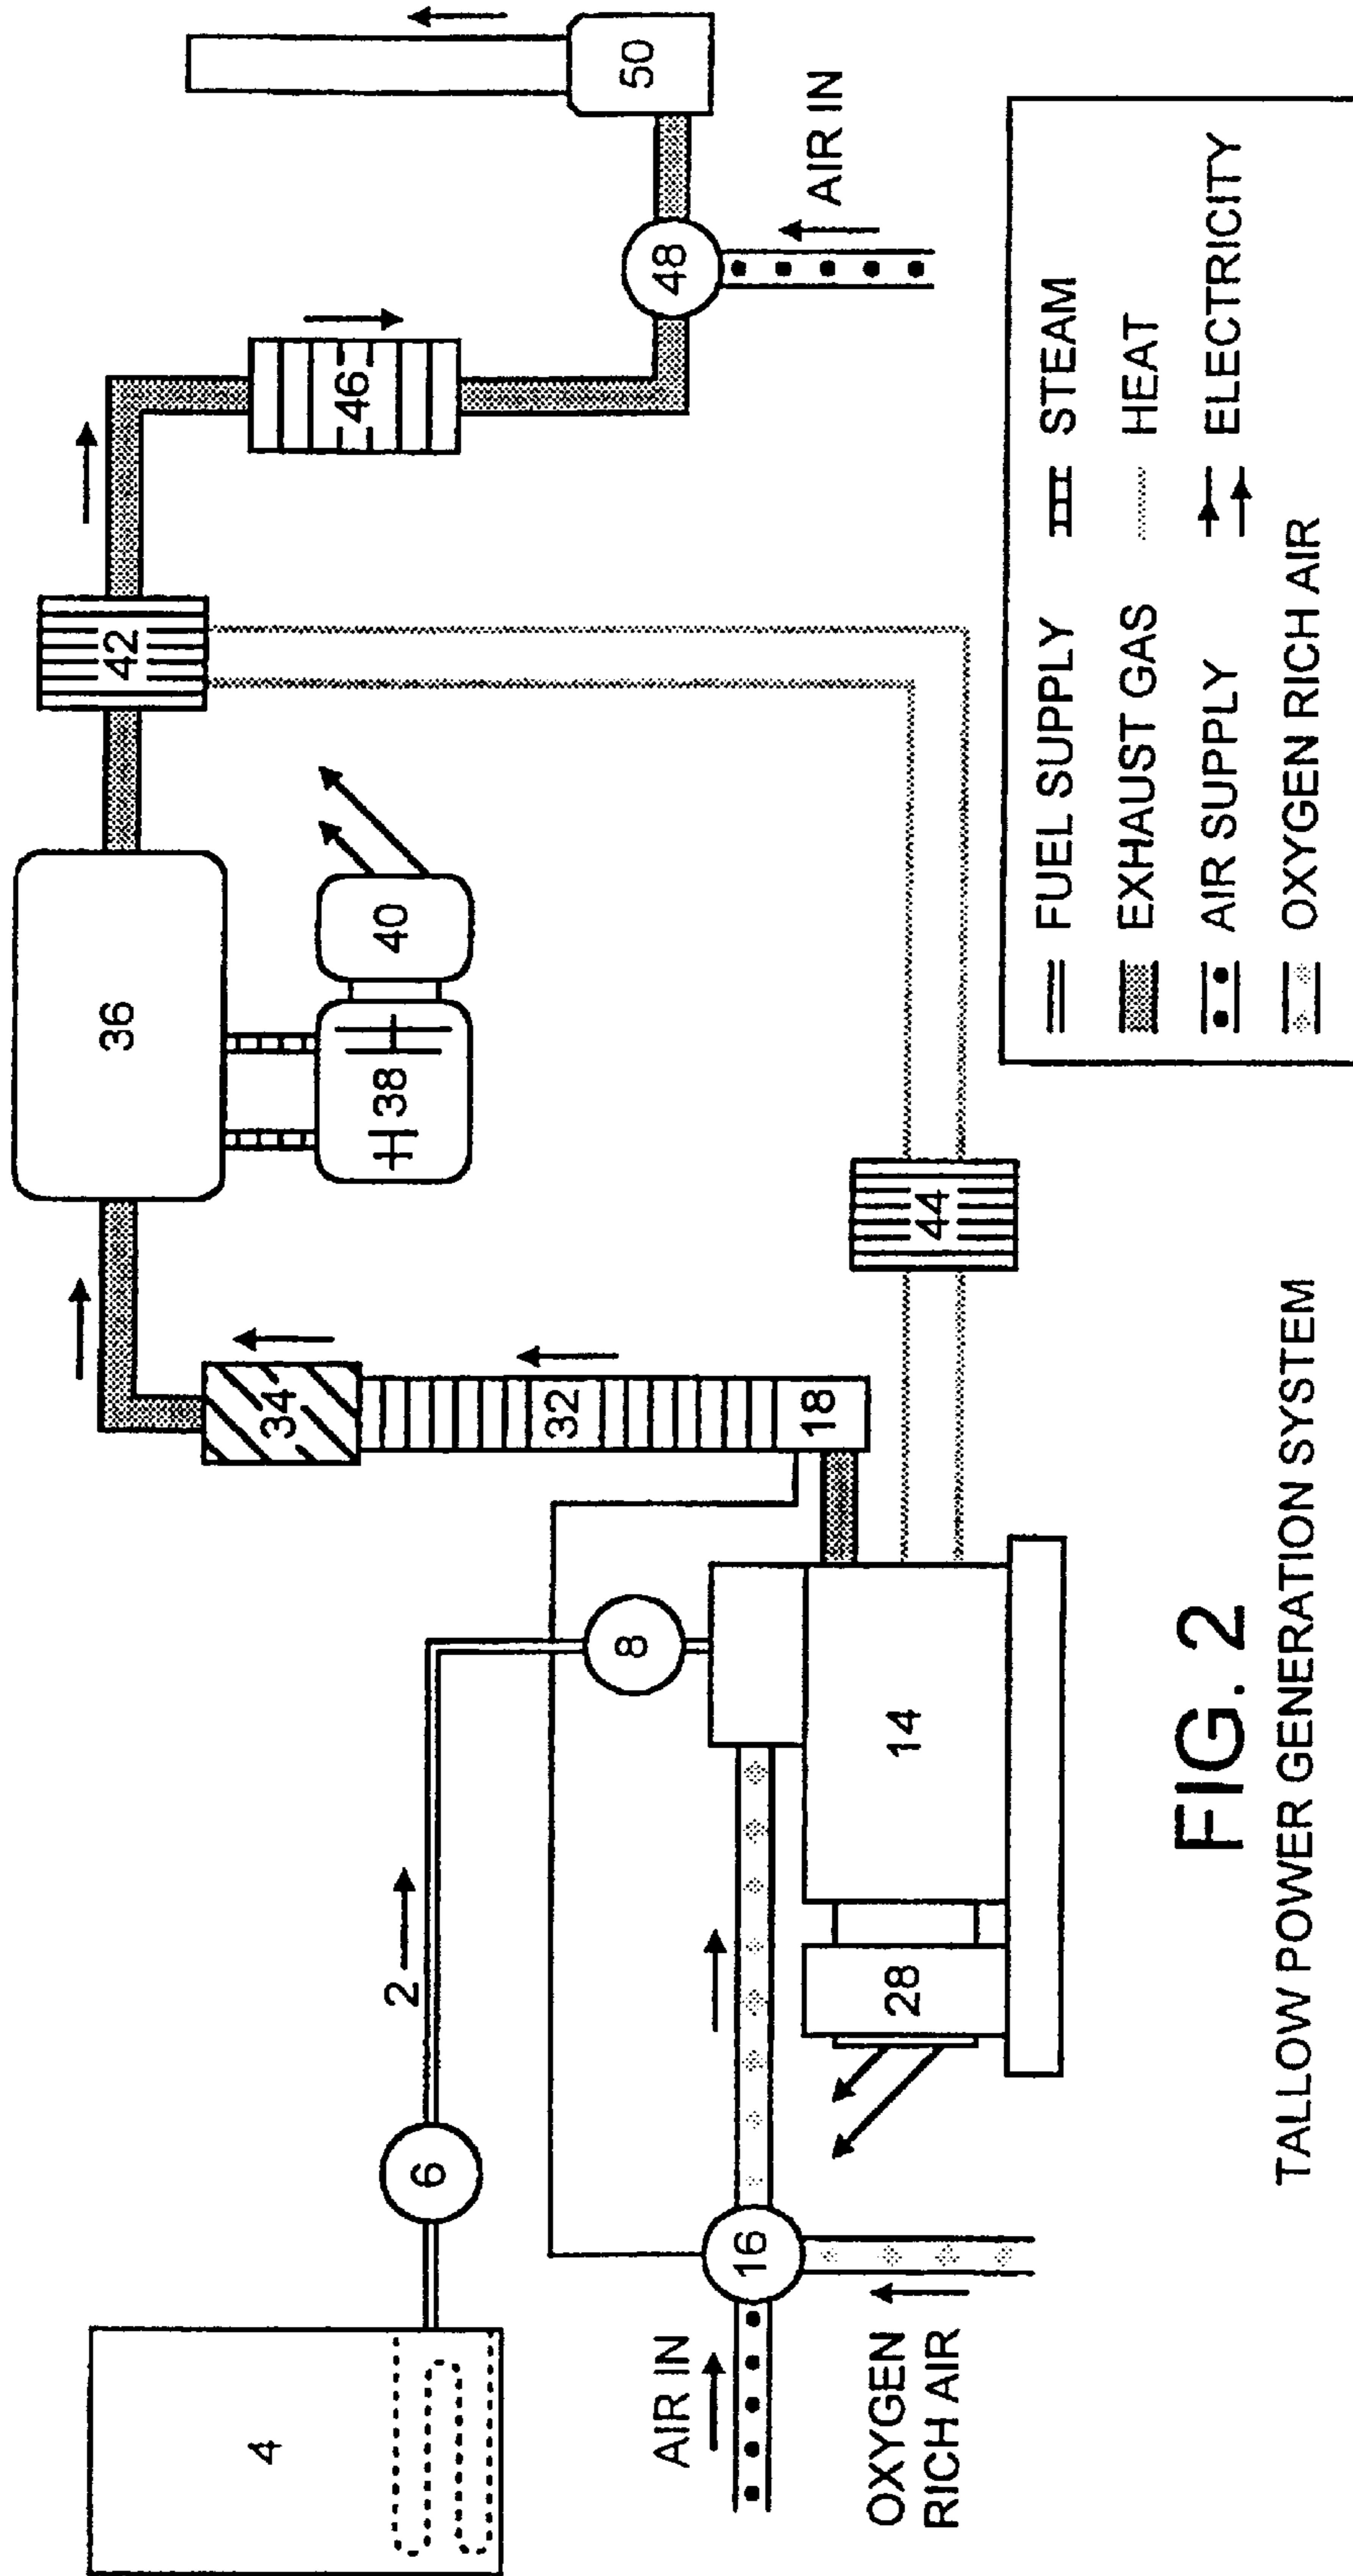 4
6
2
8
AIR IN
16
OXYGEN
RICH AIR
28
14
18
32
34
36
38
40
42
44
46
48
AIR IN
50
FUEL SUPPLY
STEAM
EXHAUST GAS
HEAT
AIR SUPPLY
ELECTRICITY
OXYGEN RICH AIR
FIG. 2
TALLOW POWER GENERATION SYSTEM